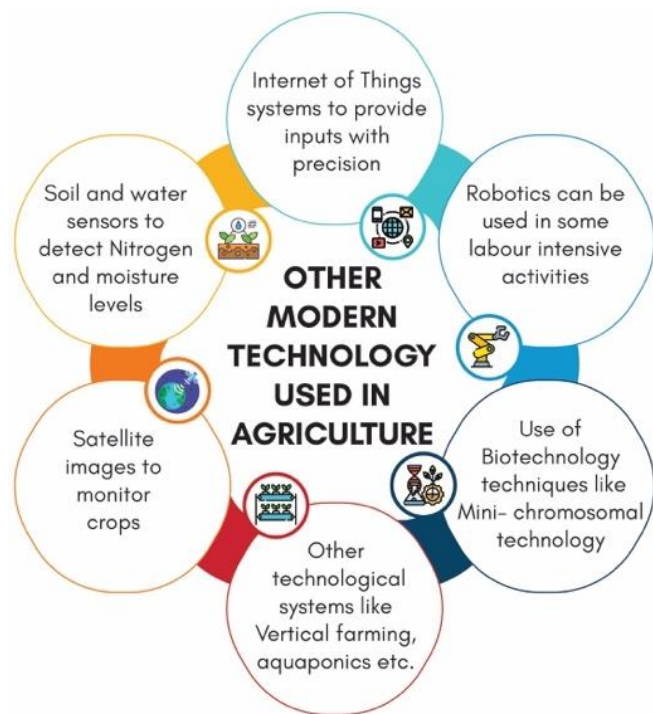 OTHER
MODERN
TECHNOLOGY
USED IN
AGRICULTURE
Internet of Things
systems to provide
inputs with
precision
Robotics can be
used in some
labour intensive
activities
Use of
Biotechnology
techniques like
Mini- chromosomal
technology
Other
technological
systems like
Vertical farming,
aquaponics etc.
Satellite
images to
monitor
crops
Soil and water
sensors to
detect Nitrogen
and moisture
levels